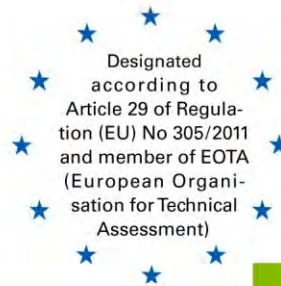 Designated
according to
Article 29 of Regula-
tion (EU) No 305/2011
and member of EOTA
(European Organi-
sation for Technical
Assessment)